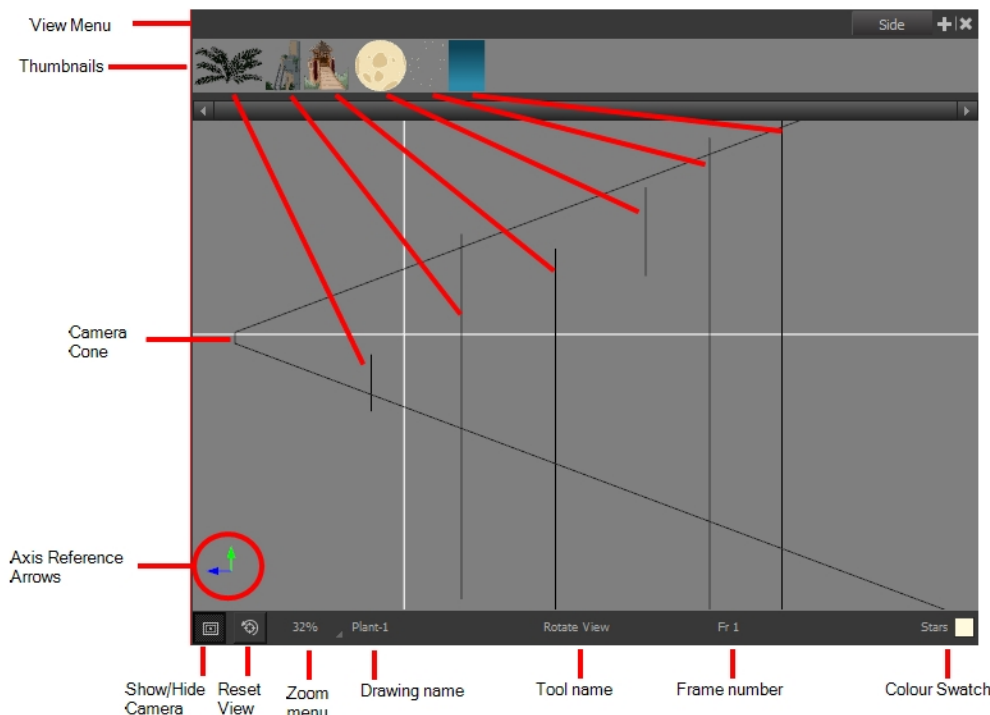 View Menu
Side
Thumbnails
Camera
Cone
Axis Reference
Arrows
32%
Plant-1
Rotate View
Fr 1
Stars
Show/Hide
Camera
Reset
View
Zoom
menu
Drawing name
Tool name
Frame number
Colour Swatch